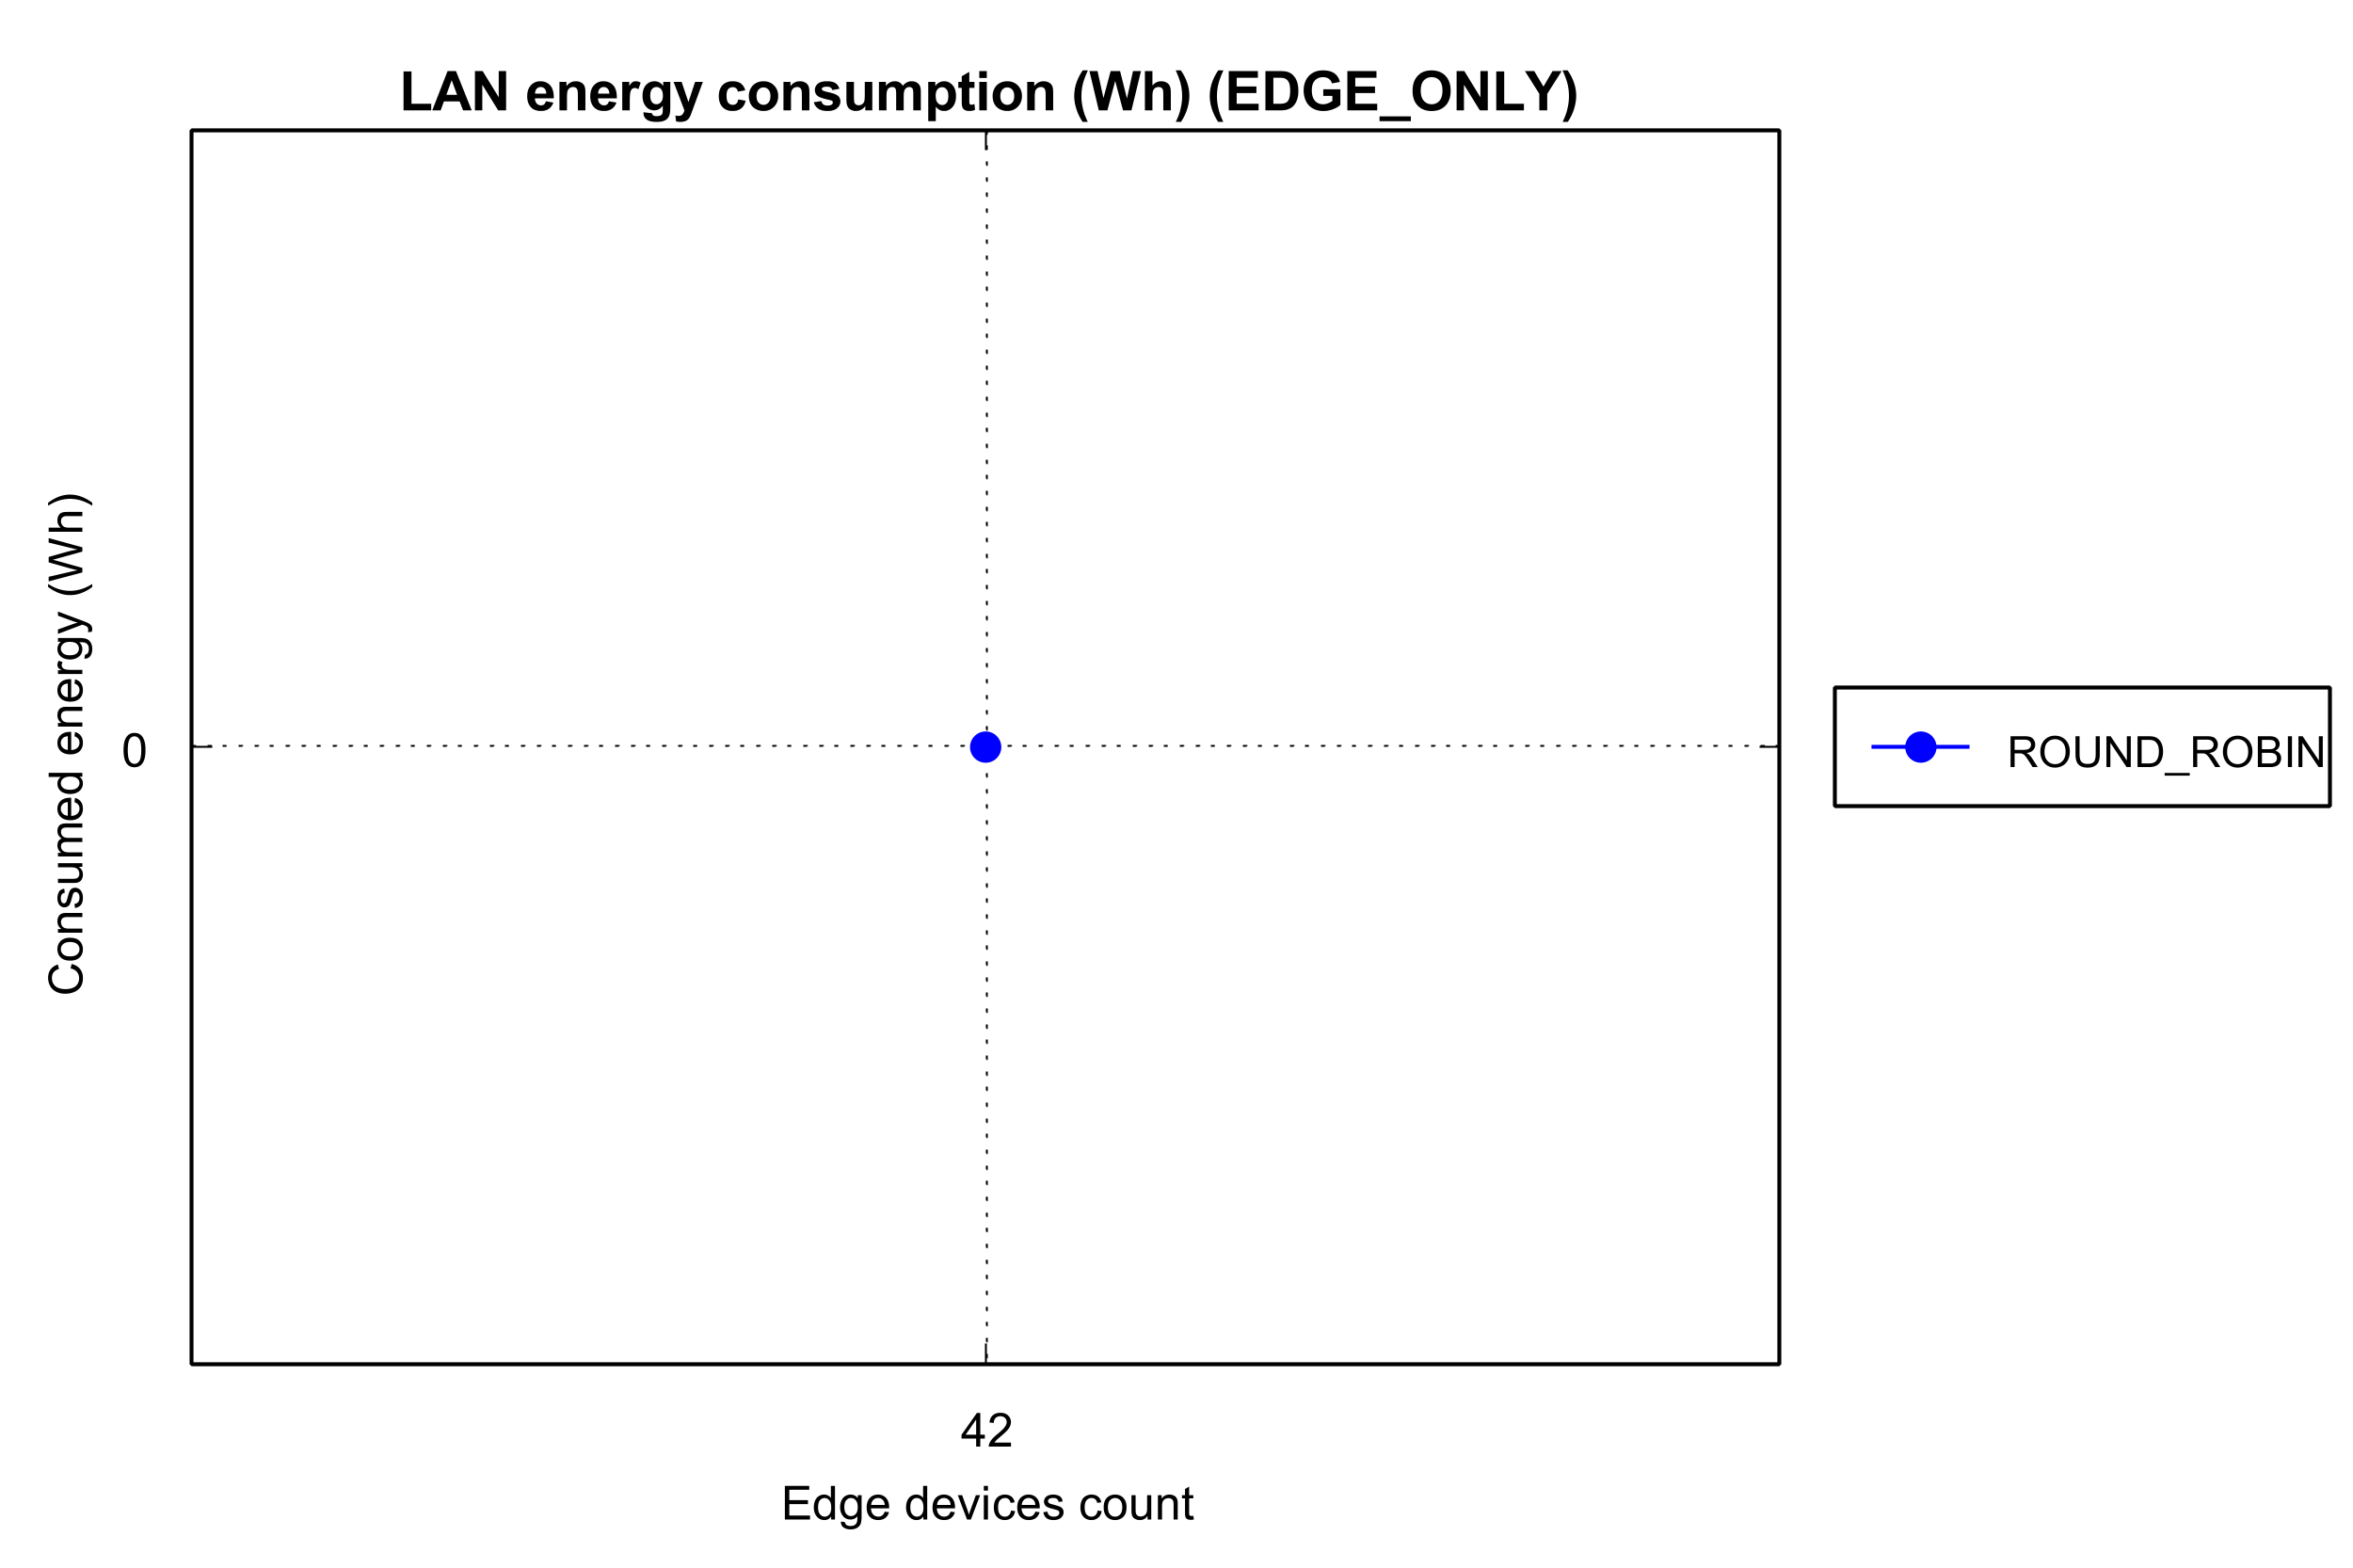 LAN energy consumption (Wh) (EDGE_ONLY)
Consumed energy (Wh)
0
ROUND_ROBIN
42
Edge devices count